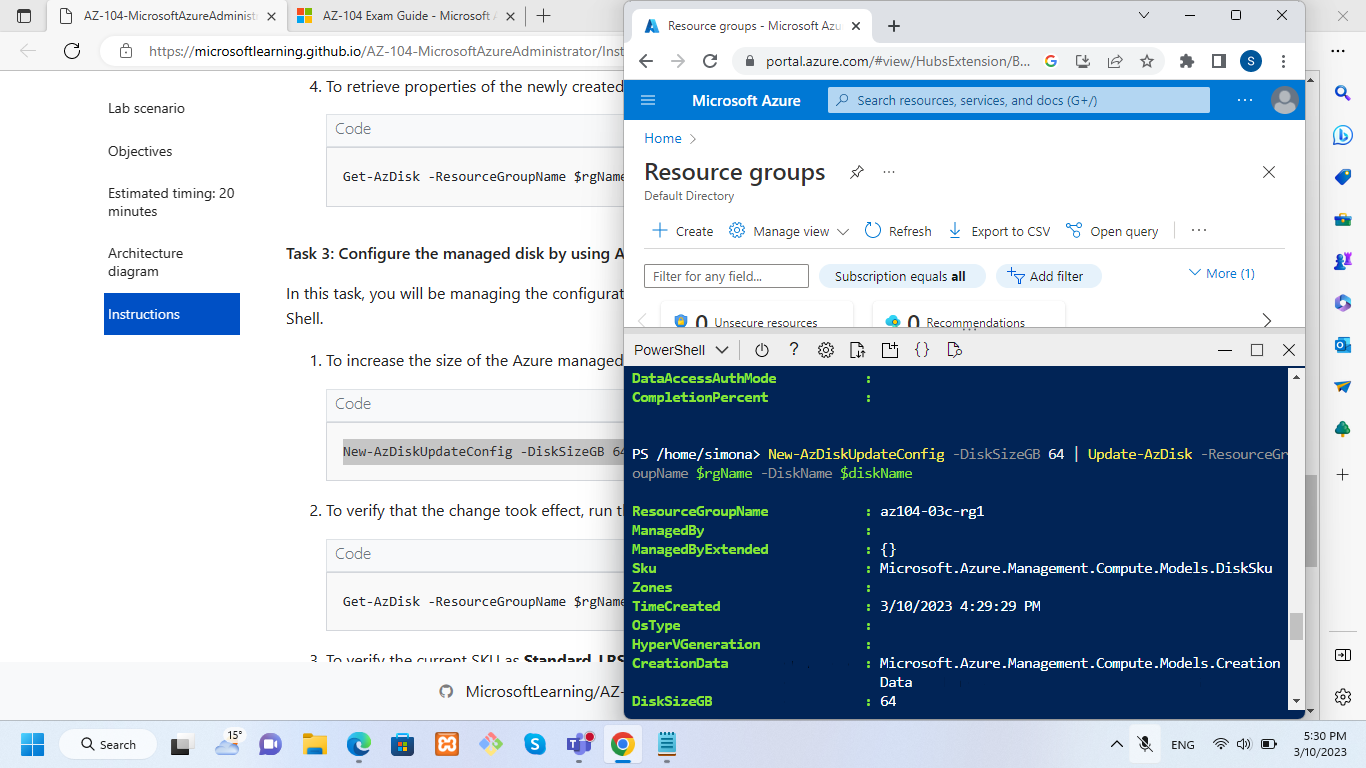 AZ-104-MicrosoftAzureAdministr
AZ-104 Exam Guide - Microsoft A
https://microsoftlearning.github.io/AZ-104-MicrosoftAzureAdministrator/Inst
Lab scenario
Objectives
Estimated timing: 20
minutes
Architecture
diagram
Instructions
4. To retrieve properties of the newly created
Code
Get-AzDisk -ResourceGroupName $rgName
Task 3: Configure the managed disk by using A
In this task, you will be managing the configurat
Shell.
1. To increase the size of the Azure managed
Code
New-AzDiskUpdateConfig -DiskSizeGB 64
2. To verify that the change took effect, run t
Code
Get-AzDisk -ResourceGroupName $rgName
3. To verify the current SKU as Standard_LRS
MicrosoftLearning/AZ-
Resource groups - Microsoft Azu
portal.azure.com/#view/HubsExtension/B...
S
Microsoft Azure
Search resources, services, and docs (G+/)
Home
Resource groups
Default Directory
Create
Manage view
Refresh
Export to CSV
Open query
Filter for any field...
Subscription equals all
Add filter
More (1)
0 Unsecure resources
0 Recommendations
PowerShell
DataAccessAuthMode :
CompletionPercent :
PS /home/simona> New-AzDiskUpdateConfig -DiskSizeGB 64 | Update-AzDisk -ResourceGr
oupName $rgName -DiskName $diskName
ResourceGroupName : az104-03c-rg1
ManagedBy :
ManagedByExtended : {}
Sku : Microsoft.Azure.Management.Compute.Models.DiskSku
Zones :
TimeCreated : 3/10/2023 4:29:29 PM
OsType :
HyperVGeneration :
CreationData : Microsoft.Azure.Management.Compute.Models.Creation
Data
DiskSizeGB : 64
Search
15°
ENG
5:30 PM
3/10/2023